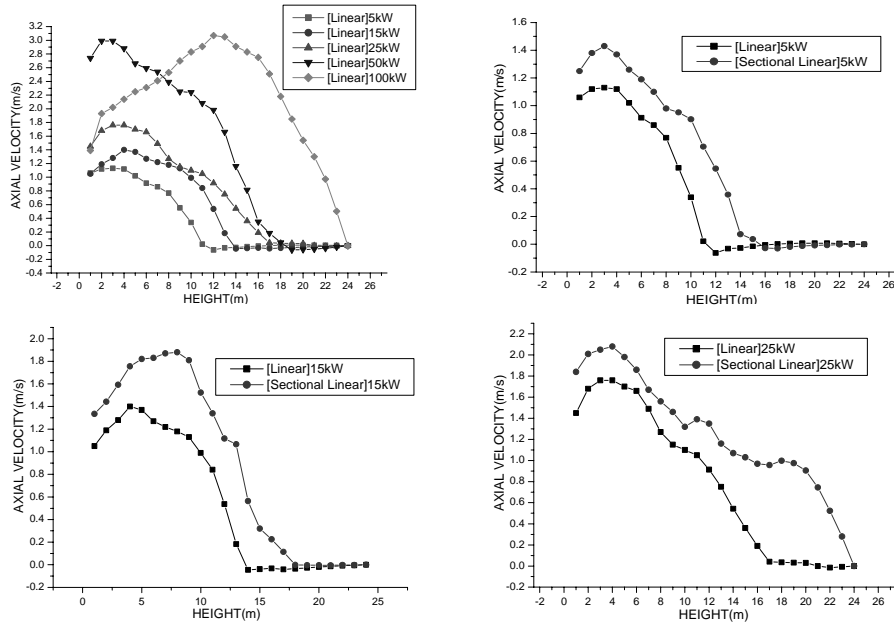 [Linear]5kW
[Linear]15kW
[Linear]25kW
[Linear]50kW
[Linear]100kW
AXIAL VELOCITY(m/s)
3.2
3.0
2.8
2.6
2.4
2.2
2.0
1.8
1.6
1.4
1.2
1.0
0.8
0.6
0.4
0.2
0.0
-0.2
-0.4
-2 0 2 4 6 8 10 12 14 16 18 20 22 24 26
HEIGHT(m)
[Linear]5kW
[Sectional Linear]5kW
AXIAL VELOCITY(m/s)
1.6
1.4
1.2
1.0
0.8
0.6
0.4
0.2
0.0
-0.2
-2 0 2 4 6 8 10 12 14 16 18 20 22 24 26
HEIGHT(m)
[Linear]15kW
[Sectional Linear]15kW
AXIAL VELOCITY(m/s)
2.0
1.8
1.6
1.4
1.2
1.0
0.8
0.6
0.4
0.2
0.0
-0.2
0 5 10 15 20 25
HEIGHT(m)
[Linear]25kW
[Sectional Linear]25kW
AXIAL VELOCITY(m/s)
2.2
2.0
1.8
1.6
1.4
1.2
1.0
0.8
0.6
0.4
0.2
0.0
-0.2
-2 0 2 4 6 8 10 12 14 16 18 20 22 24 26
HEIGHT(m)